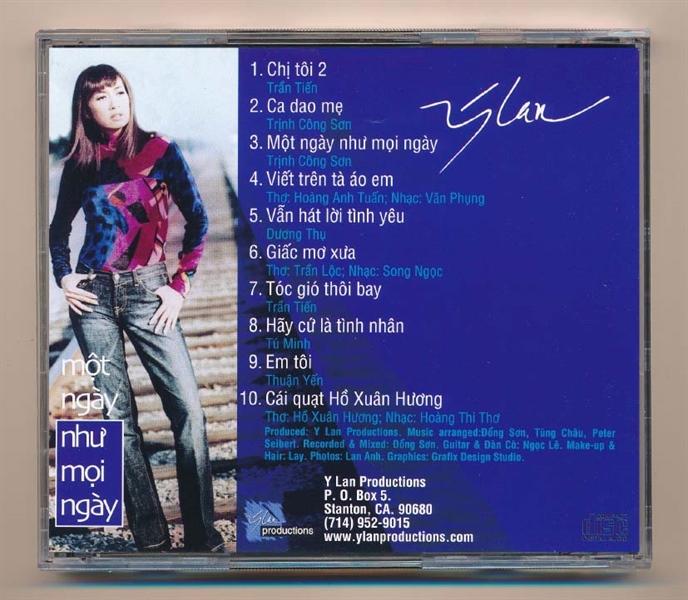 1. Chị tôi 2
Trần Tiến
2. Ca dao mẹ
Trịnh Công Sơn
3. Một ngày như mọi ngày
Trịnh Công Sơn
4. Viết trên tà áo em
Thơ: Hoàng Anh Tuấn; Nhạc: Văn Phụng
5. Vẫn hát lời tình yêu
Dương Thụ
6. Giấc mơ xưa
Thơ: Trần Lộc; Nhạc: Song Ngọc
7. Tóc gió thôi bay
Trần Tiến
8. Hãy cứ là tình nhân
Tú Minh
9. Em tôi
Thuận Yến
10. Cái quạt Hồ Xuân Hương
Thơ: Hồ Xuân Hương; Nhạc: Hoàng Thi Thơ
Produced: Y Lan Productions. Music arranged:Đồng Sơn, Tùng Châu, Peter
Seibert. Recorded & Mixed: Đồng Sơn. Guitar & Đàn Cò: Ngọc Lê. Make-up &
Hair: Lay. Photos: Lan Anh. Graphics: Grafix Design Studio.
Ý Lan
một
ngày
như
mọi
ngày
Ý Lan
productions
Y Lan Productions
P. O. Box 5.
Stanton, CA. 90680
(714) 952-9015
www.ylanproductions.com
COMPACT
disc
DIGITAL AUDIO